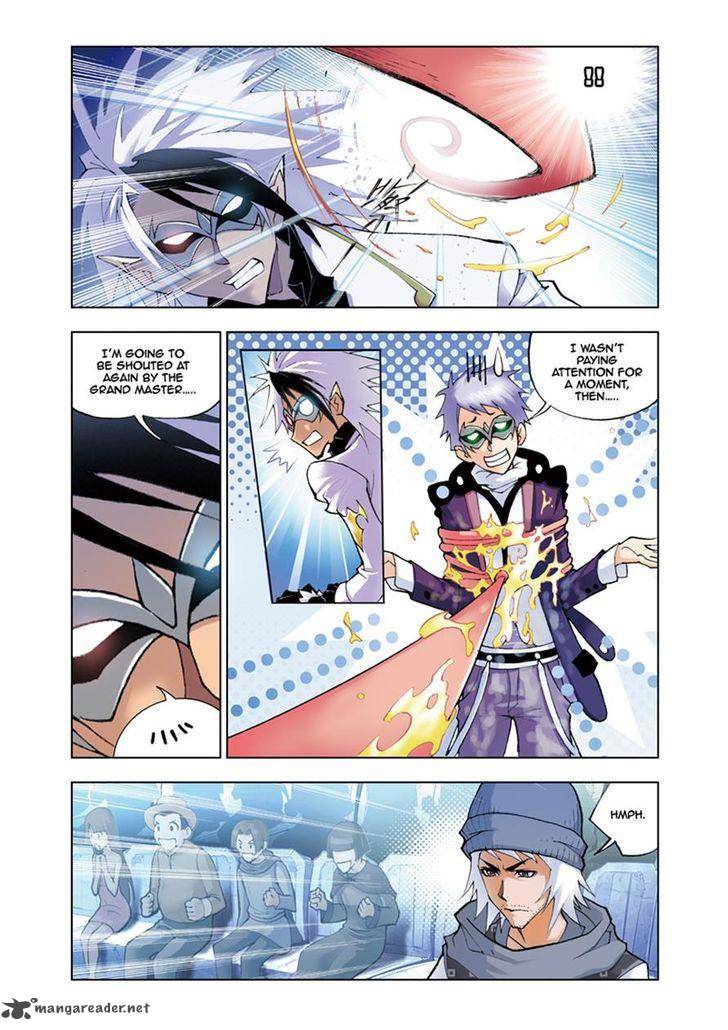 I'M GOING TO
BE SHOUTED AT
AGAIN BY THE
GRAND MASTER.....
I WASN'T
PAYING
ATTENTION FOR
A MOMENT,
THEN.....
HMPH.
mangareader.net